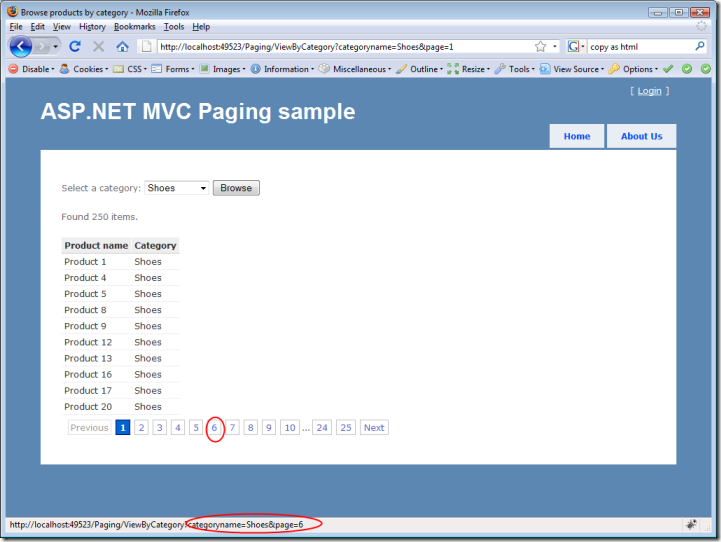 Browse products by category - Mozilla Firefox
File Edit View History Bookmarks Tools Help
http://localhost:49523/Paging/ViewByCategory?categoryname=Shoes&page=1
copy as html
Disable Cookies CSS Forms Images Information Miscellaneous Outline Resize Tools View Source Options
[ Login ]
ASP.NET MVC Paging sample
Home About Us
Select a category: Shoes Browse
Found 250 items.
Product name Category
Product 1 Shoes
Product 4 Shoes
Product 5 Shoes
Product 8 Shoes
Product 9 Shoes
Product 12 Shoes
Product 13 Shoes
Product 16 Shoes
Product 17 Shoes
Product 20 Shoes
Previous 1 2 3 4 5 6 7 8 9 10 ... 24 25 Next
http://localhost:49523/Paging/ViewByCategory?categoryname=Shoes&page=6